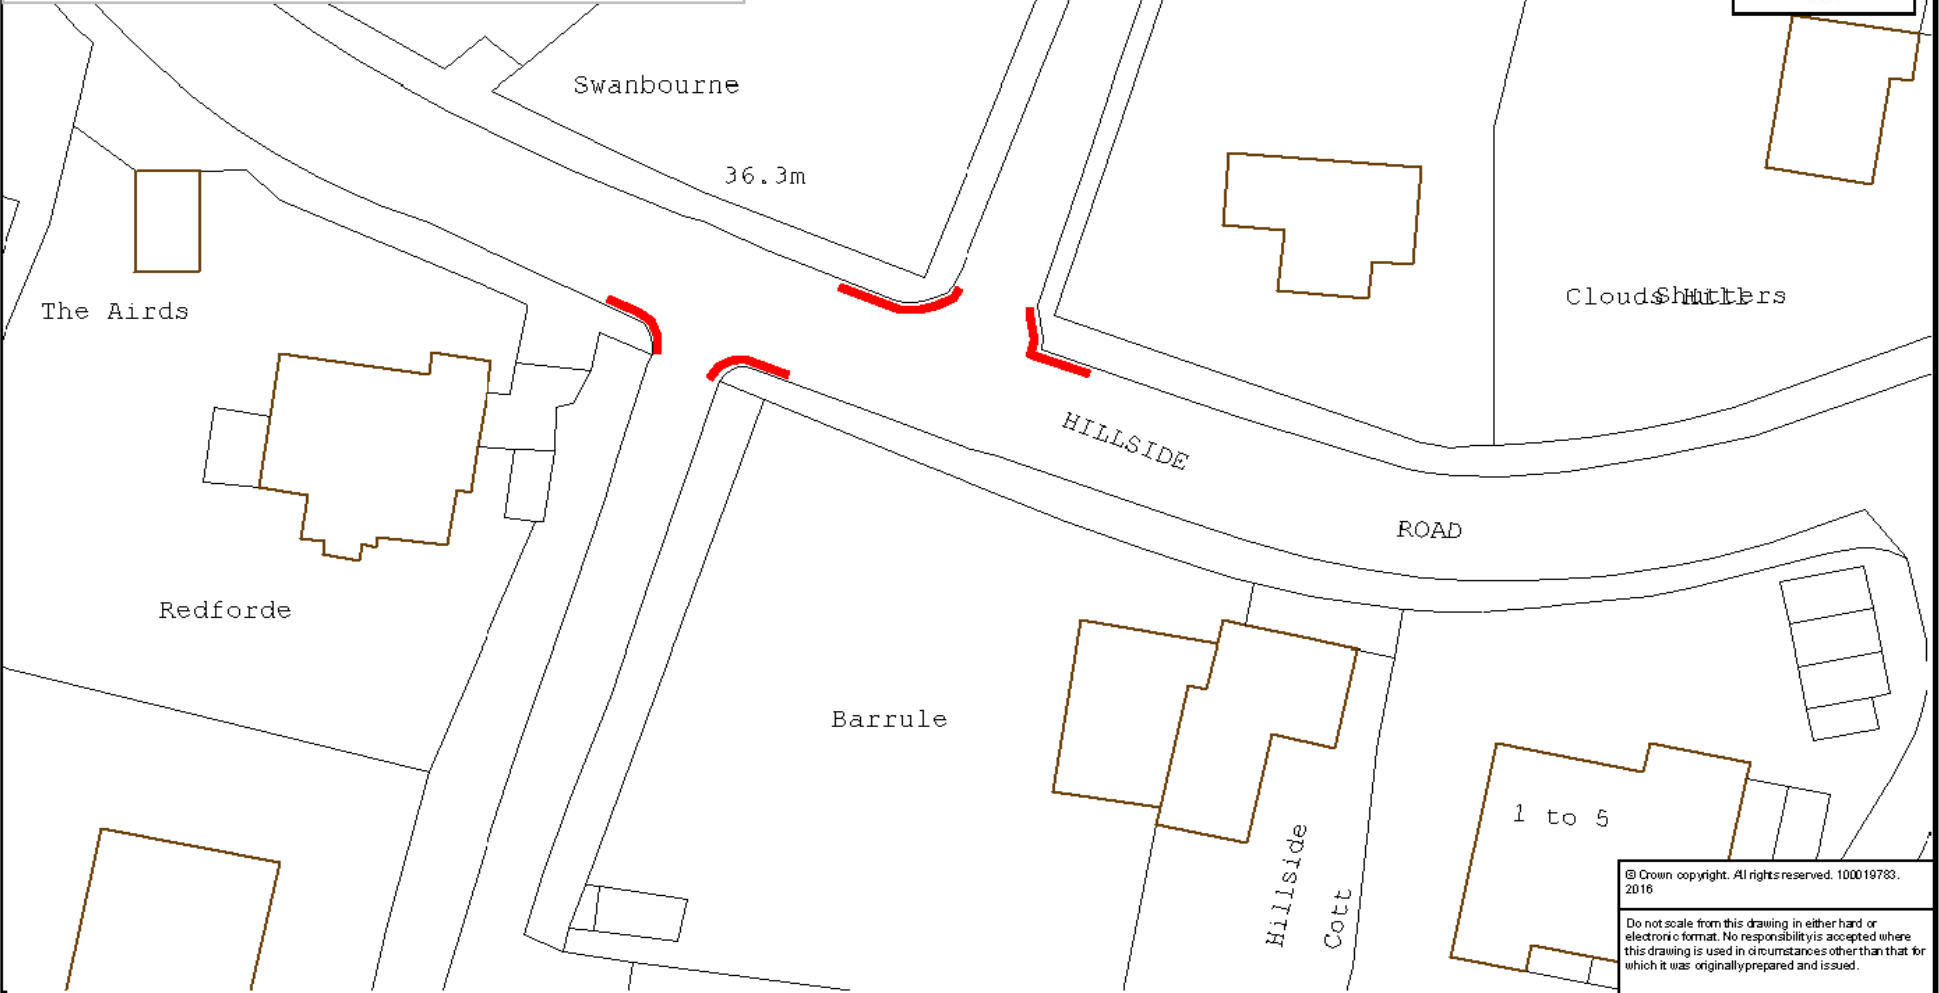 Swanbourne
36.3m
The Airds
Clouds Hill
Shutters
HILLSIDE
ROAD
Redforde
Barrule
1 to 5
Hillside
Cott
© Crown copyright. All rights reserved. 100019783.
2016
Do not scale from this drawing in either hard or
electronic format. No responsibility is accepted where
this drawing is used in circumstances other than that for
which it was originally prepared and issued.